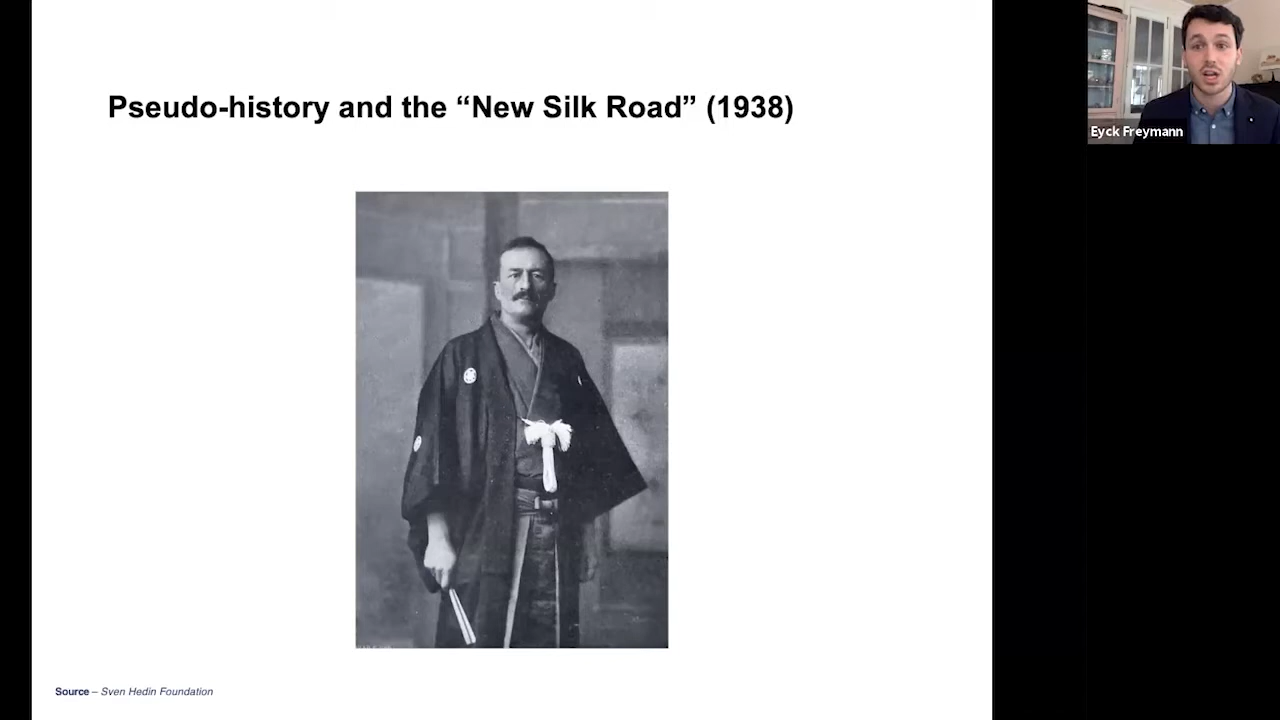 Pseudo-history and the “New Silk Road” (1938)
Eyck Freymann
Source – Sven Hedin Foundation